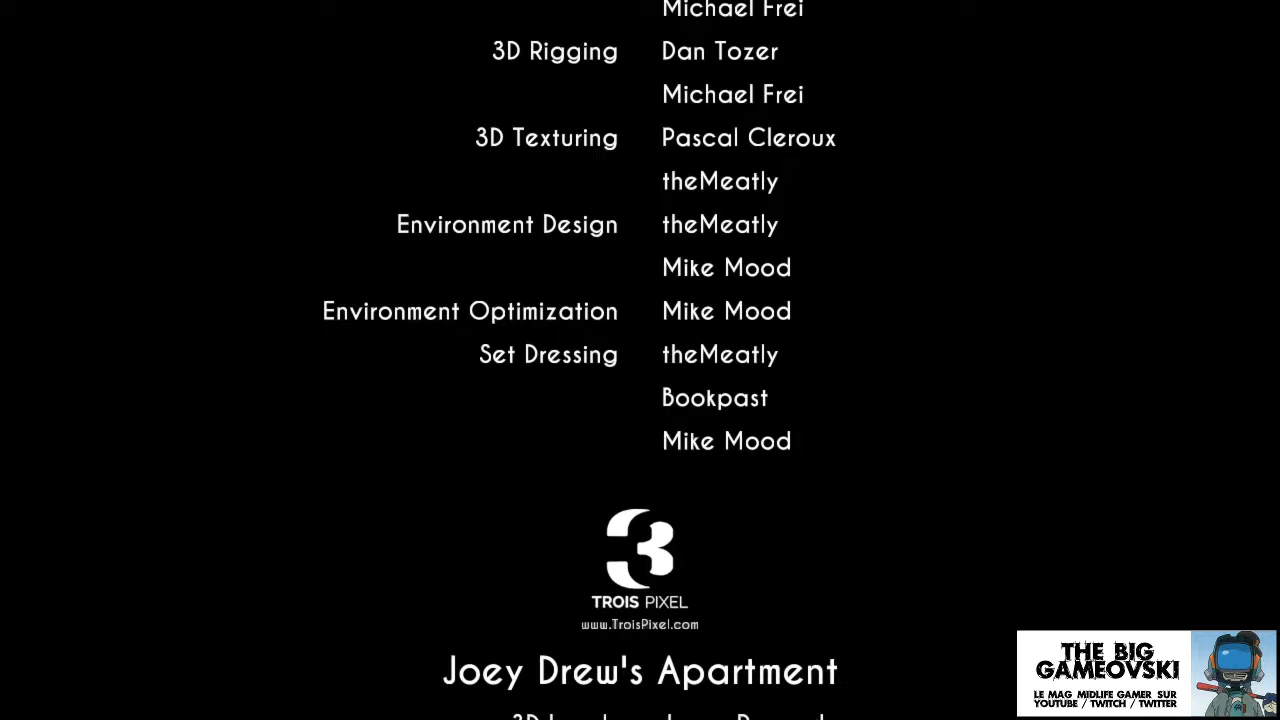 Michael Frei
3D Rigging Dan Tozer
Michael Frei
3D Texturing Pascal Cleroux
theMeatly
Environment Design theMeatly
Mike Mood
Environment Optimization Mike Mood
Set Dressing theMeatly
Bookpast
Mike Mood
3
TROIS PIXEL
www.TroisPixel.com
Joey Drew's Apartment
THE BIG
GAMEOVSKI
LE MAG MIDLIFE GAMER SUR
YOUTUBE / TWITCH / TWITTER